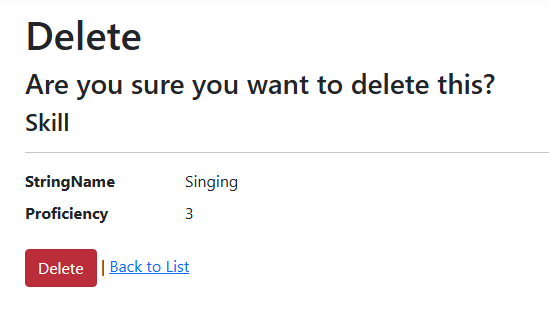 Delete
Are you sure you want to delete this?
Skill
StringName Singing
Proficiency 3
Delete | Back to List